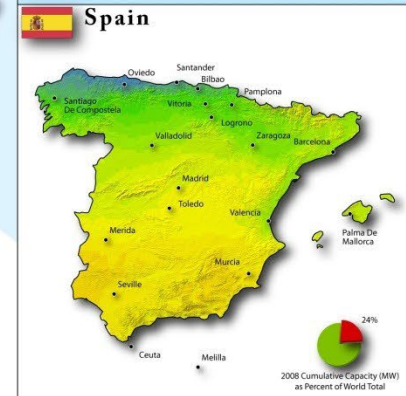 Spain
Oviedo
Santander
Bilbao
Pamplona
Santiago
De Compostela
Vitoria
Logrono
Valladolid
Zaragoza
Barcelona
Madrid
Toledo
Valencia
Merida
Palma De
Mallorca
Murcia
Seville
24%
Ceuta
Melilla
2008 Cumulative Capacity (MW)
as Percent of World Total